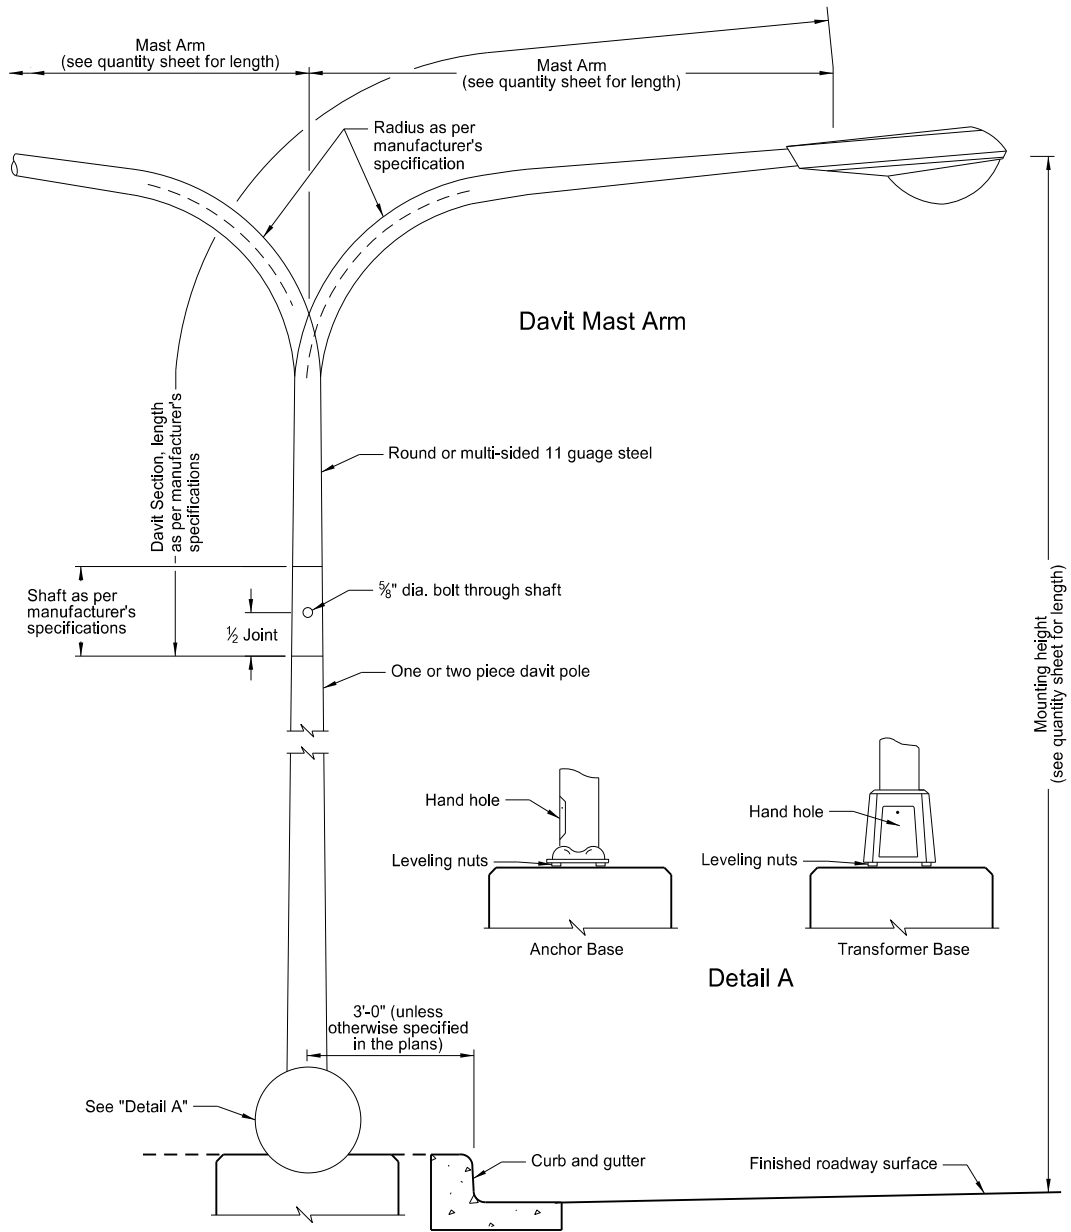 Mast Arm
(see quantity sheet for length)
Mast Arm
(see quantity sheet for length)
Radius as per
manufacturer's
specification
Davit Mast Arm
Davit Section, length
as per manufacturer's
specifications
Round or multi-sided 11 guage steel
Shaft as per
manufacturer's
specifications
⅝" dia. bolt through shaft
½ Joint
One or two piece davit pole
Mounting height
(see quantity sheet for length)
Hand hole
Leveling nuts
Anchor Base
Hand hole
Leveling nuts
Transformer Base
Detail A
3'-0" (unless
otherwise specified
in the plans)
See "Detail A"
Curb and gutter
Finished roadway surface